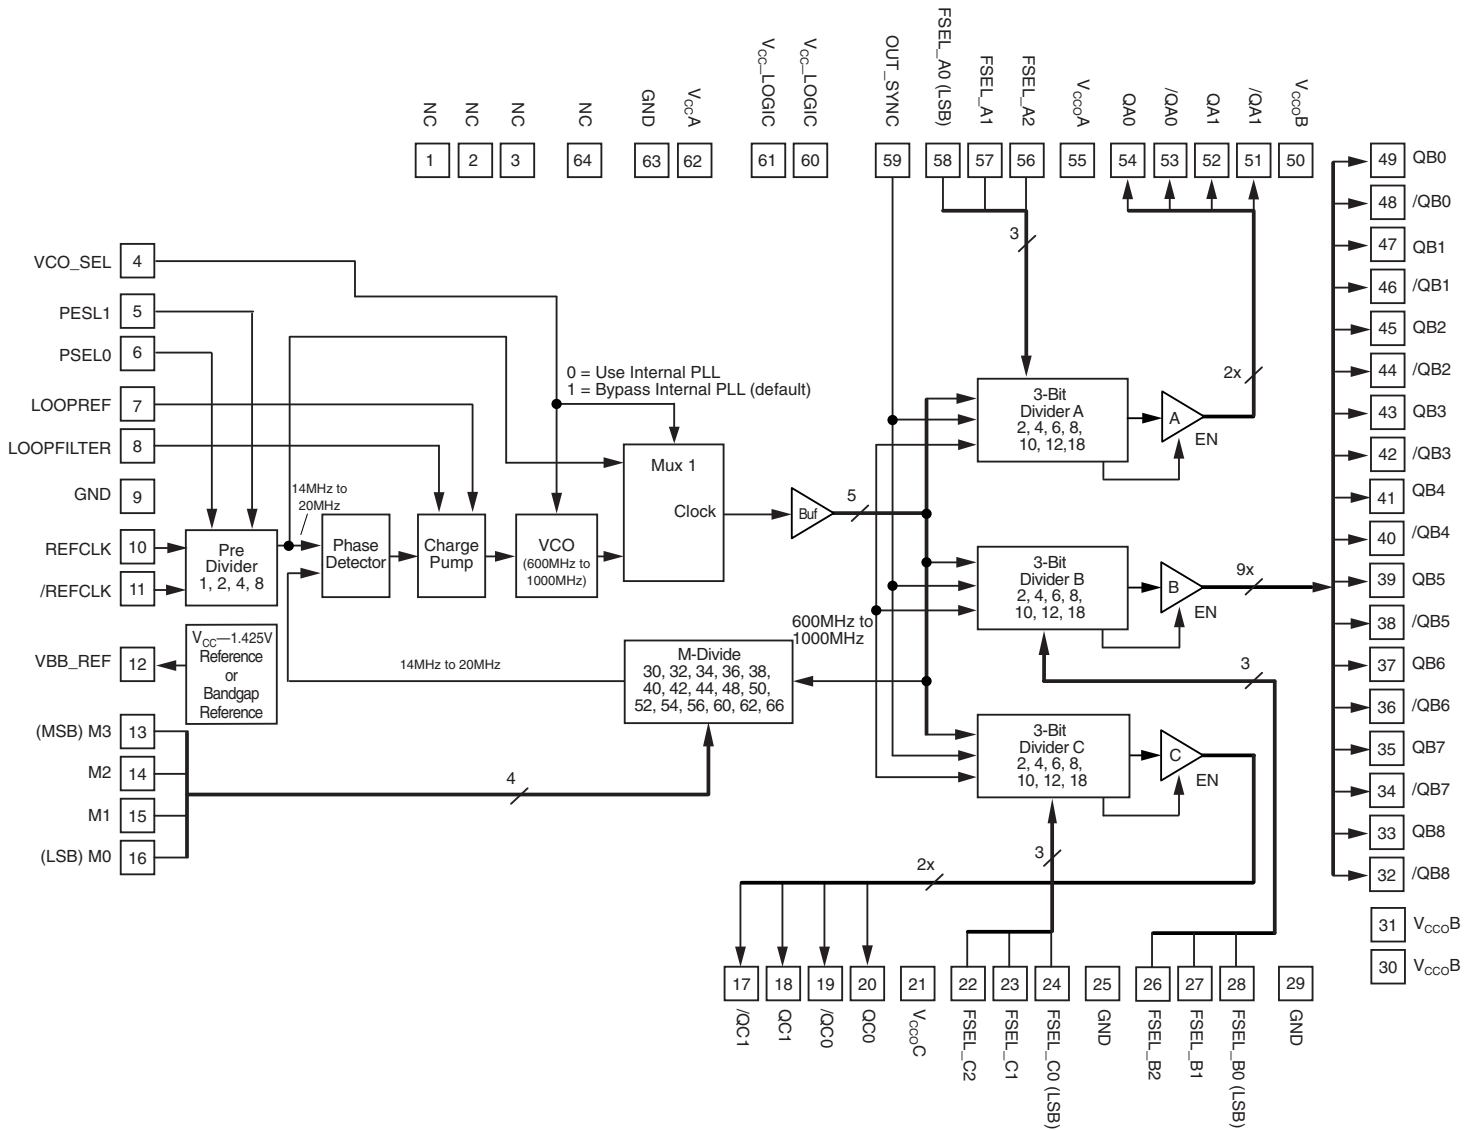 NC
NC
NC
NC
GND
VCCA
VCC_LOGIC
VCC_LOGIC
OUT_SYNC
FSEL_A0 (LSB)
FSEL_A1
FSEL_A2
VCCOA
QA0
/QA0
QA1
/QA1
VCCOB
1
2
3
64
63
62
61
60
59
58
57
56
55
54
53
52
51
50
VCO_SEL
4
PESL1
5
PSEL0
6
LOOPREF
7
LOOPFILTER
8
GND
9
REFCLK
10
/REFCLK
11
VBB_REF
12
(MSB) M3
13
M2
14
M1
15
(LSB) M0
16
Pre
Divider
1, 2, 4, 8
14MHz to
20MHz
Phase
Detector
Charge
Pump
VCO
(600MHz to
1000MHz)
0 = Use Internal PLL
1 = Bypass Internal PLL (default)
Mux 1
Clock
Buf
5
VCC—1.425V
Reference
or
Bandgap
Reference
14MHz to 20MHz
M-Divide
30, 32, 34, 36, 38,
40, 42, 44, 48, 50,
52, 54, 56, 60, 62, 66
600MHz to
1000MHz
4
3
3-Bit
Divider A
2, 4, 6, 8,
10, 12,18
A
EN
2x
3-Bit
Divider B
2, 4, 6, 8,
10, 12, 18
B
EN
9x
3
3-Bit
Divider C
2, 4, 6, 8,
10, 12, 18
C
EN
3
2x
49 QB0
48 /QB0
47 QB1
46 /QB1
45 QB2
44 /QB2
43 QB3
42 /QB3
41 QB4
40 /QB4
39 QB5
38 /QB5
37 QB6
36 /QB6
35 QB7
34 /QB7
33 QB8
32 /QB8
31 VCCOB
30 VCCOB
17
18
19
20
21
22
23
24
25
26
27
28
29
/QC1
QC1
/QC0
QC0
VCCOC
FSEL_C2
FSEL_C1
FSEL_C0 (LSB)
GND
FSEL_B2
FSEL_B1
FSEL_B0 (LSB)
GND